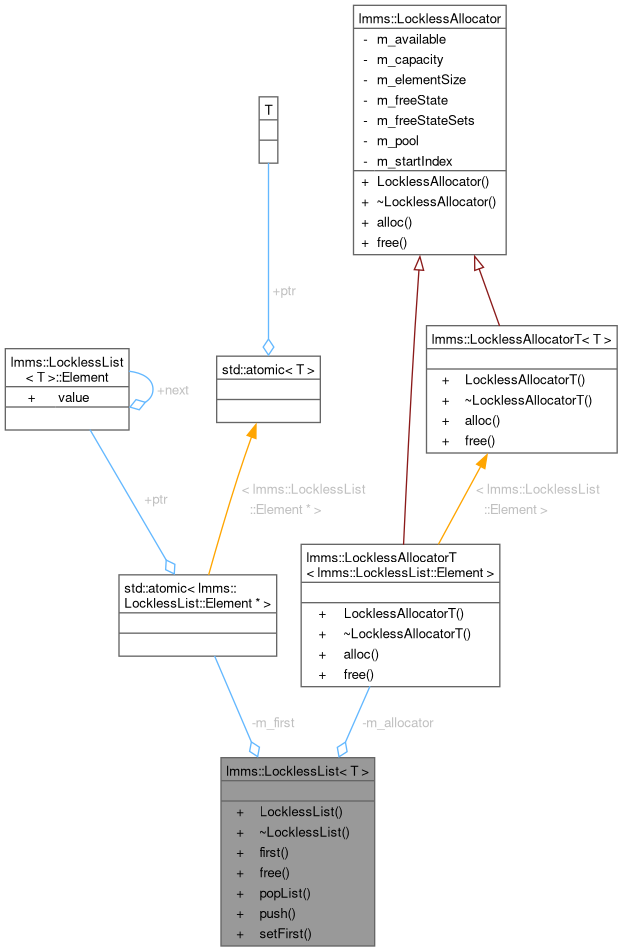 lmms::LocklessAllocator
- m_available
- m_capacity
- m_elementSize
- m_freeState
- m_freeStateSets
- m_pool
- m_startIndex
+ LocklessAllocator()
+ ~LocklessAllocator()
+ alloc()
+ free()
T
+ptr
lmms::LocklessList
< T >::Element
+ value
+next
std::atomic< T >
lmms::LocklessAllocatorT< T >
+ LocklessAllocatorT()
+ ~LocklessAllocatorT()
+ alloc()
+ free()
+ptr
< lmms::LocklessList
::Element * >
< lmms::LocklessList
::Element >
std::atomic< lmms::
LocklessList::Element * >
lmms::LocklessAllocatorT
< lmms::LocklessList::Element >
+ LocklessAllocatorT()
+ ~LocklessAllocatorT()
+ alloc()
+ free()
-m_first
-m_allocator
lmms::LocklessList< T >
+ LocklessList()
+ ~LocklessList()
+ first()
+ free()
+ popList()
+ push()
+ setFirst()